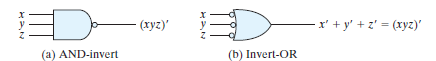 x
y
z
(xyz)'
x
y
z
x' + y' + z' = (xyz)'
(a) AND-invert
(b) Invert-OR